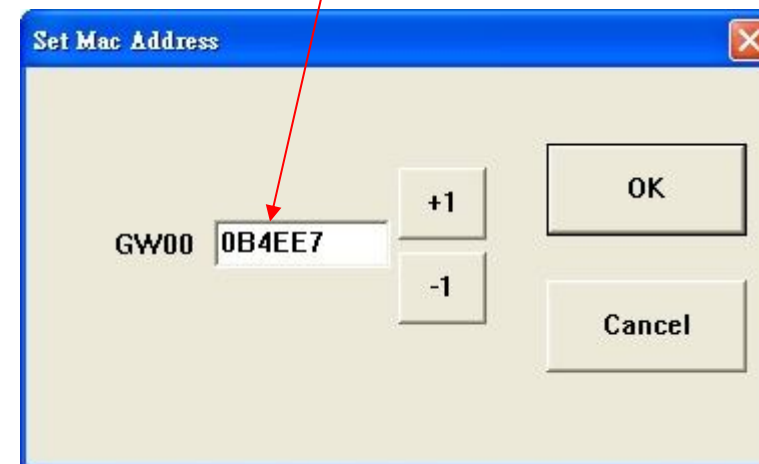 Set Mac Address
+1
OK
GW00 0B4EE7
-1
Cancel